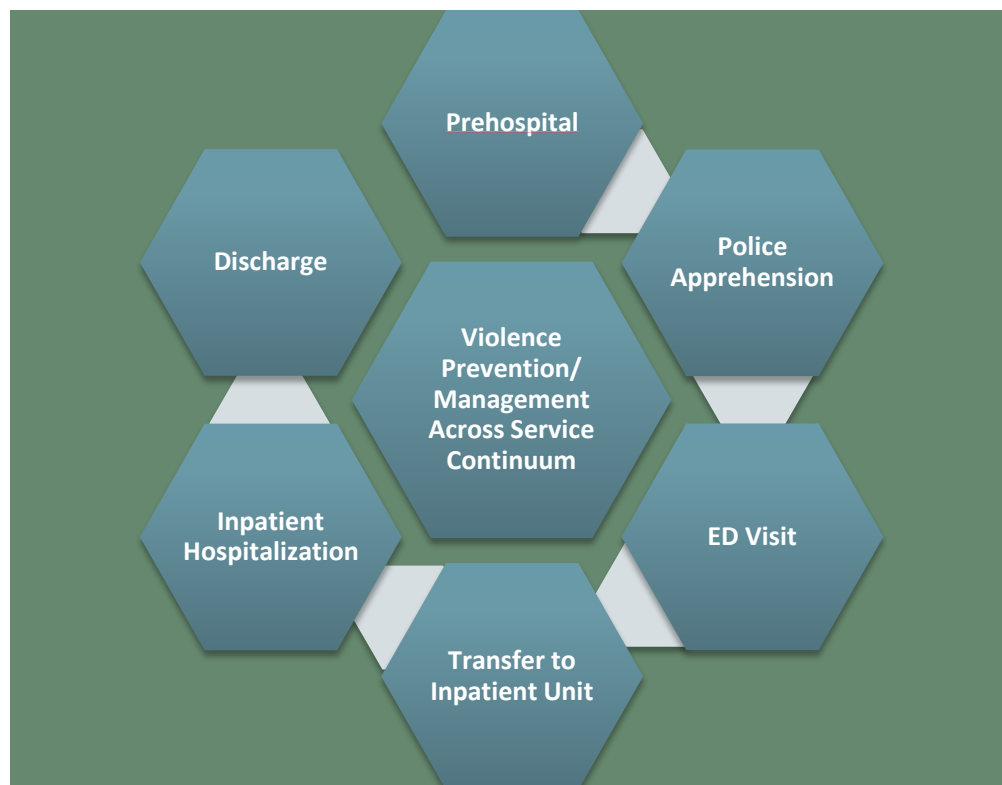 Prehospital
Police
Apprehension
ED Visit
Transfer to
Inpatient Unit
Inpatient
Hospitalization
Discharge
Violence
Prevention/
Management
Across Service
Continuum